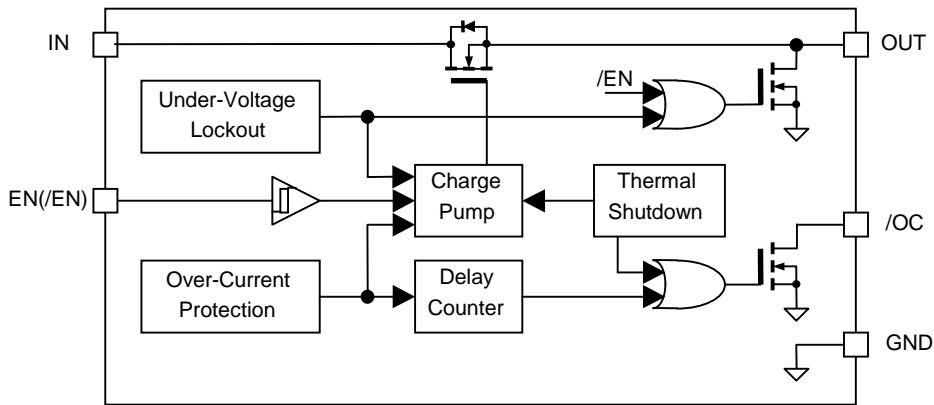 IN
OUT
/EN
Under-Voltage
Lockout
EN(/EN)
Charge
Pump
Thermal
Shutdown
/OC
Over-Current
Protection
Delay
Counter
GND